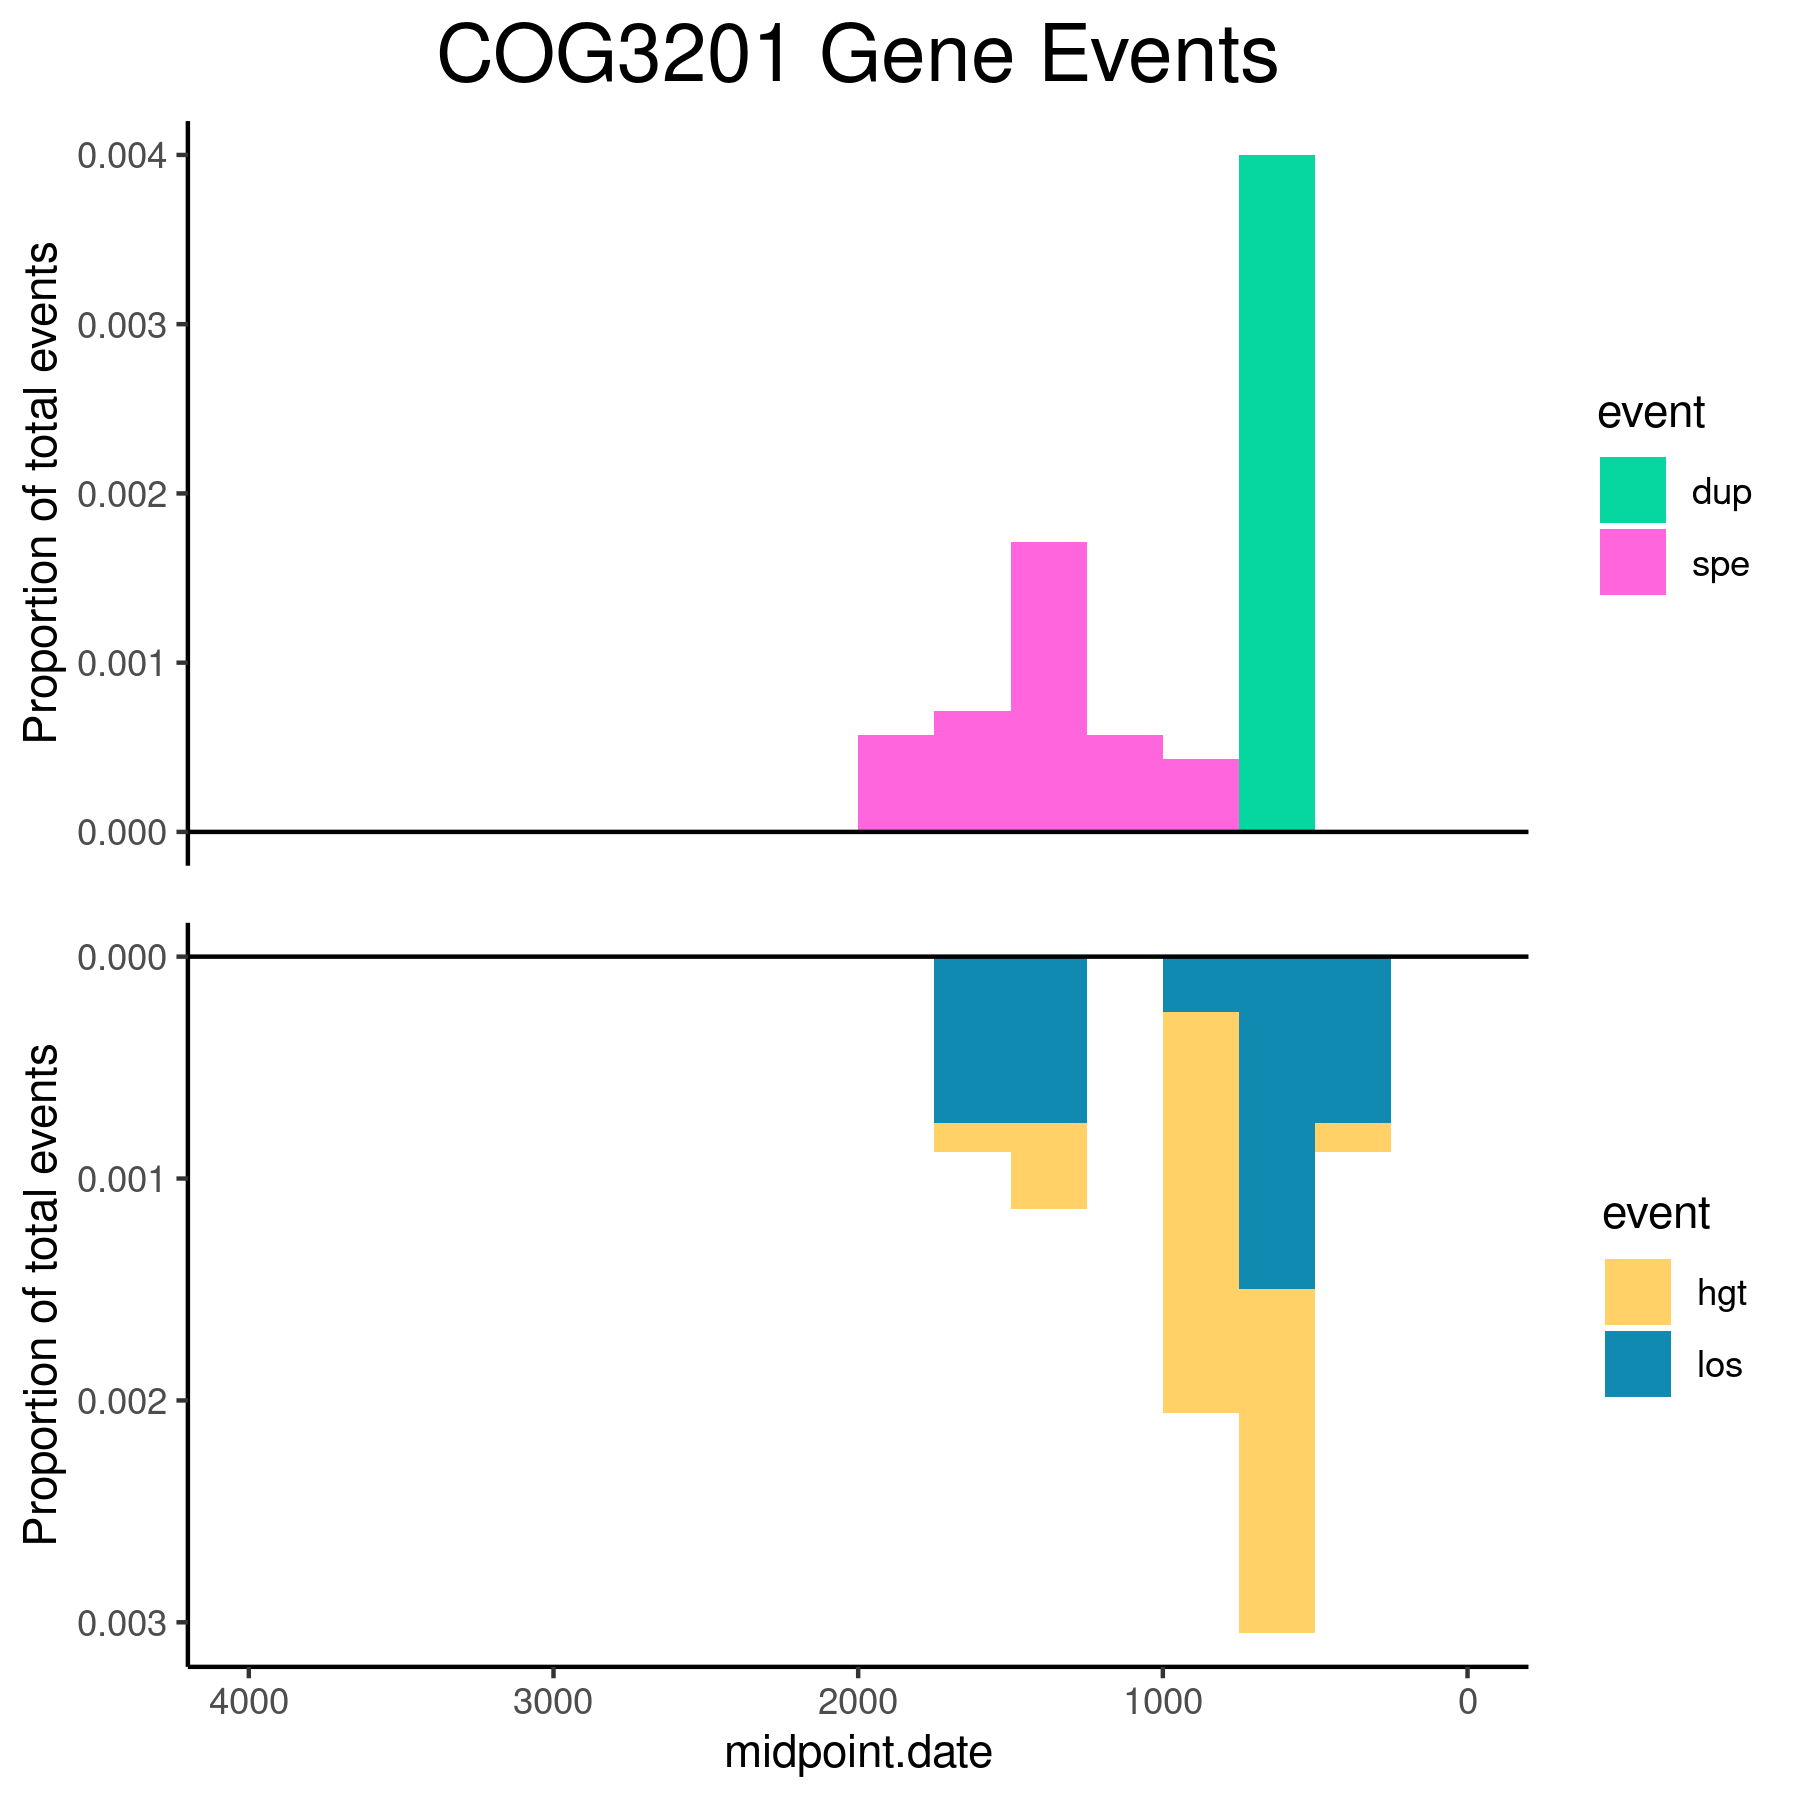 COG3201 Gene Events
Proportion of total events
0.004
0.003
0.002
0.001
0.000
event
dup
spe
Proportion of total events
0.000
0.001
0.002
0.003
event
hgt
los
4000 3000 2000 1000 0
midpoint.date